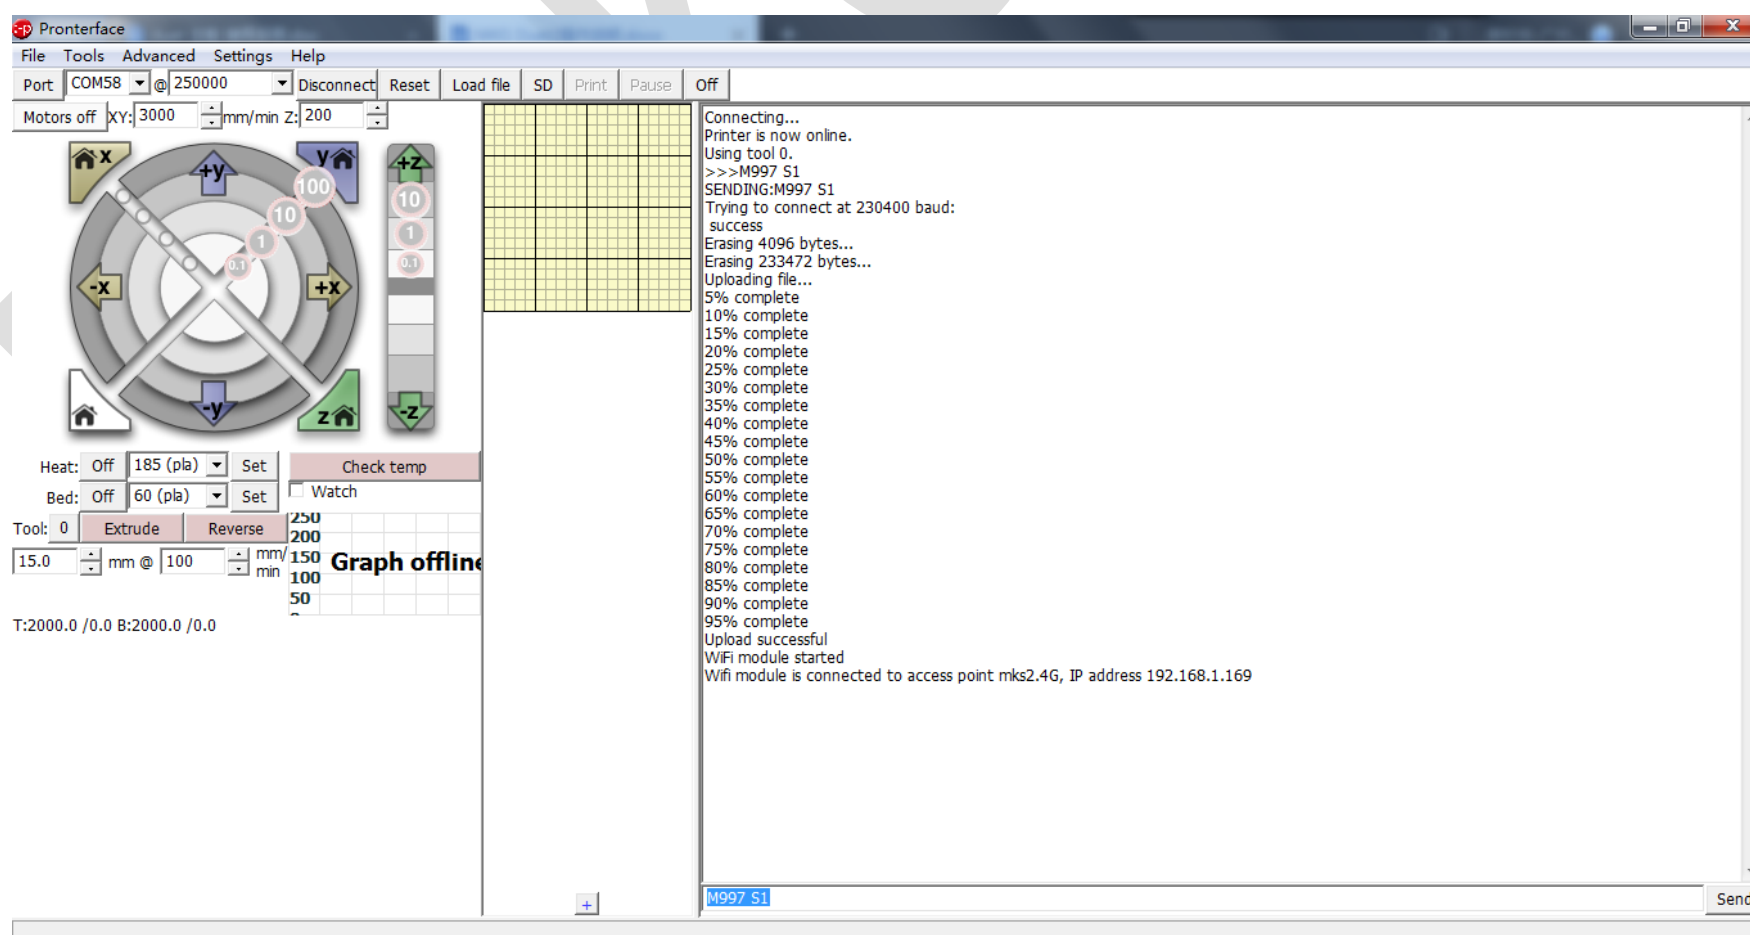 Pronterface
File Tools Advanced Settings Help
Port COM58 @ 250000 Disconnect Reset Load file SD Print Pause Off
Motors off XY: 3000 mm/min Z: 200
x
+y
y
100
10
1
0.1
-x
+x
-y
z
+z
10
1
0.1
-z
Heat: Off 185 (pla) Set Check temp
Bed: Off 60 (pla) Set Watch
Tool: 0 Extrude Reverse
15.0 mm @ 100 mm/
min
250
200
150 Graph offline
100
50
T:2000.0 /0.0 B:2000.0 /0.0
+
Connecting...
Printer is now online.
Using tool 0.
>>>M997 S1
SENDING:M997 S1
Trying to connect at 230400 baud:
success
Erasing 4096 bytes...
Erasing 233472 bytes...
Uploading file...
5% complete
10% complete
15% complete
20% complete
25% complete
30% complete
35% complete
40% complete
45% complete
50% complete
55% complete
60% complete
65% complete
70% complete
75% complete
80% complete
85% complete
90% complete
95% complete
Upload successful
WiFi module started
Wifi module is connected to access point mks2.4G, IP address 192.168.1.169
M997 S1
Send